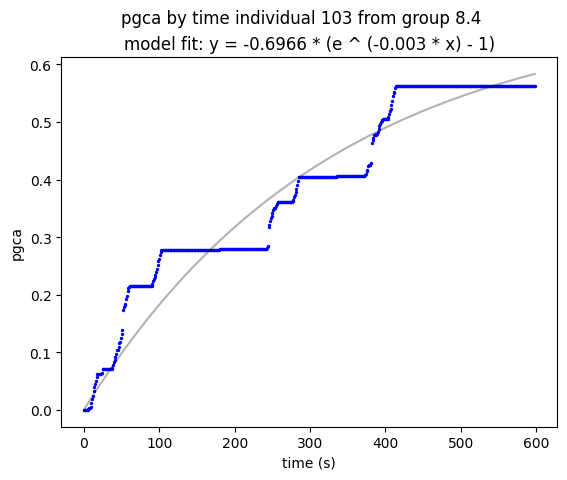 pgca by time individual 103 from group 8.4
model fit: y = -0.6966 * (e ^ (-0.003 * x) - 1)
0.6
0.5
0.4
0.3
0.2
0.1
0.0
pgca
0 100 200 300 400 500 600
time (s)